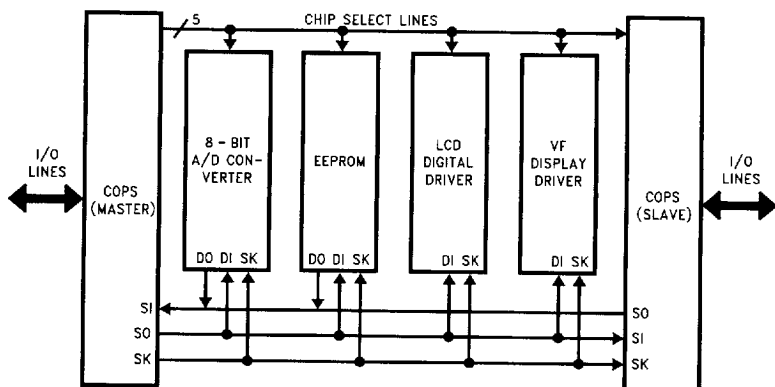 5 CHIP SELECT LINES
I/O
LINES
COPS
(MASTER)
8 - BIT
A/D CON-
VERTER
DO DI SK
EEPROM
DO DI SK
LCD
DIGITAL
DRIVER
DI SK
VF
DISPLAY
DRIVER
DI SK
COPS
(SLAVE)
I/O
LINES
SI
SO
SK
SO
SI
SK